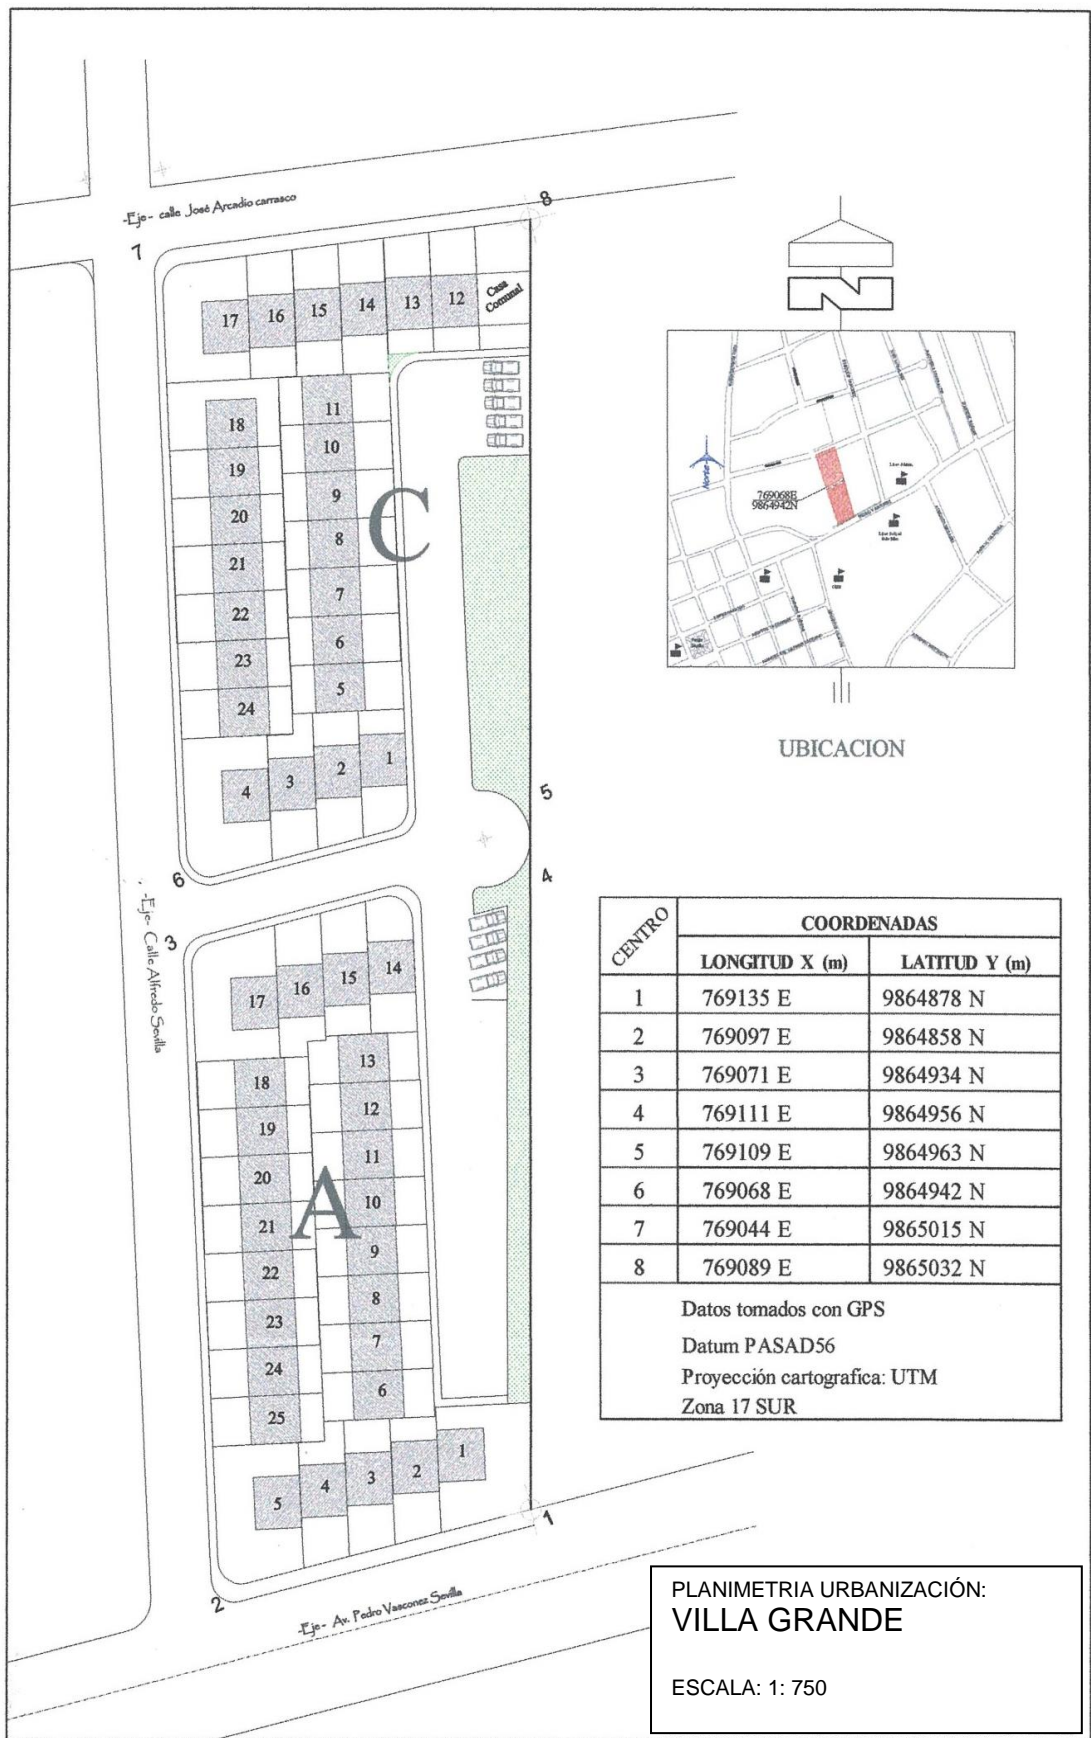 8
-Eje- calle José Arcadio carrasco
7
17
16
15
14
13
12
Casa
Comunal
11
18
10
19
9
C
20
8
21
7
22
6
23
5
24
1
2
3
4
5
6
4
3
-Eje- Calle Alfredo Sevilla
14
15
16
17
13
18
12
19
11
20
A
10
21
9
22
8
23
7
24
6
25
1
2
3
4
5
1
2
-Eje- Av. Pedro Vasconez Sevilla
N
Norte
769068E
9864942N
UBICACION
CENTRO
COORDENADAS
LONGITUD X (m) LATITUD Y (m)
1 769135 E 9864878 N
2 769097 E 9864858 N
3 769071 E 9864934 N
4 769111 E 9864956 N
5 769109 E 9864963 N
6 769068 E 9864942 N
7 769044 E 9865015 N
8 769089 E 9865032 N
Datos tomados con GPS
Datum PASAD56
Proyección cartografica: UTM
Zona 17 SUR
PLANIMETRIA URBANIZACIÓN:
VILLA GRANDE
ESCALA: 1: 750